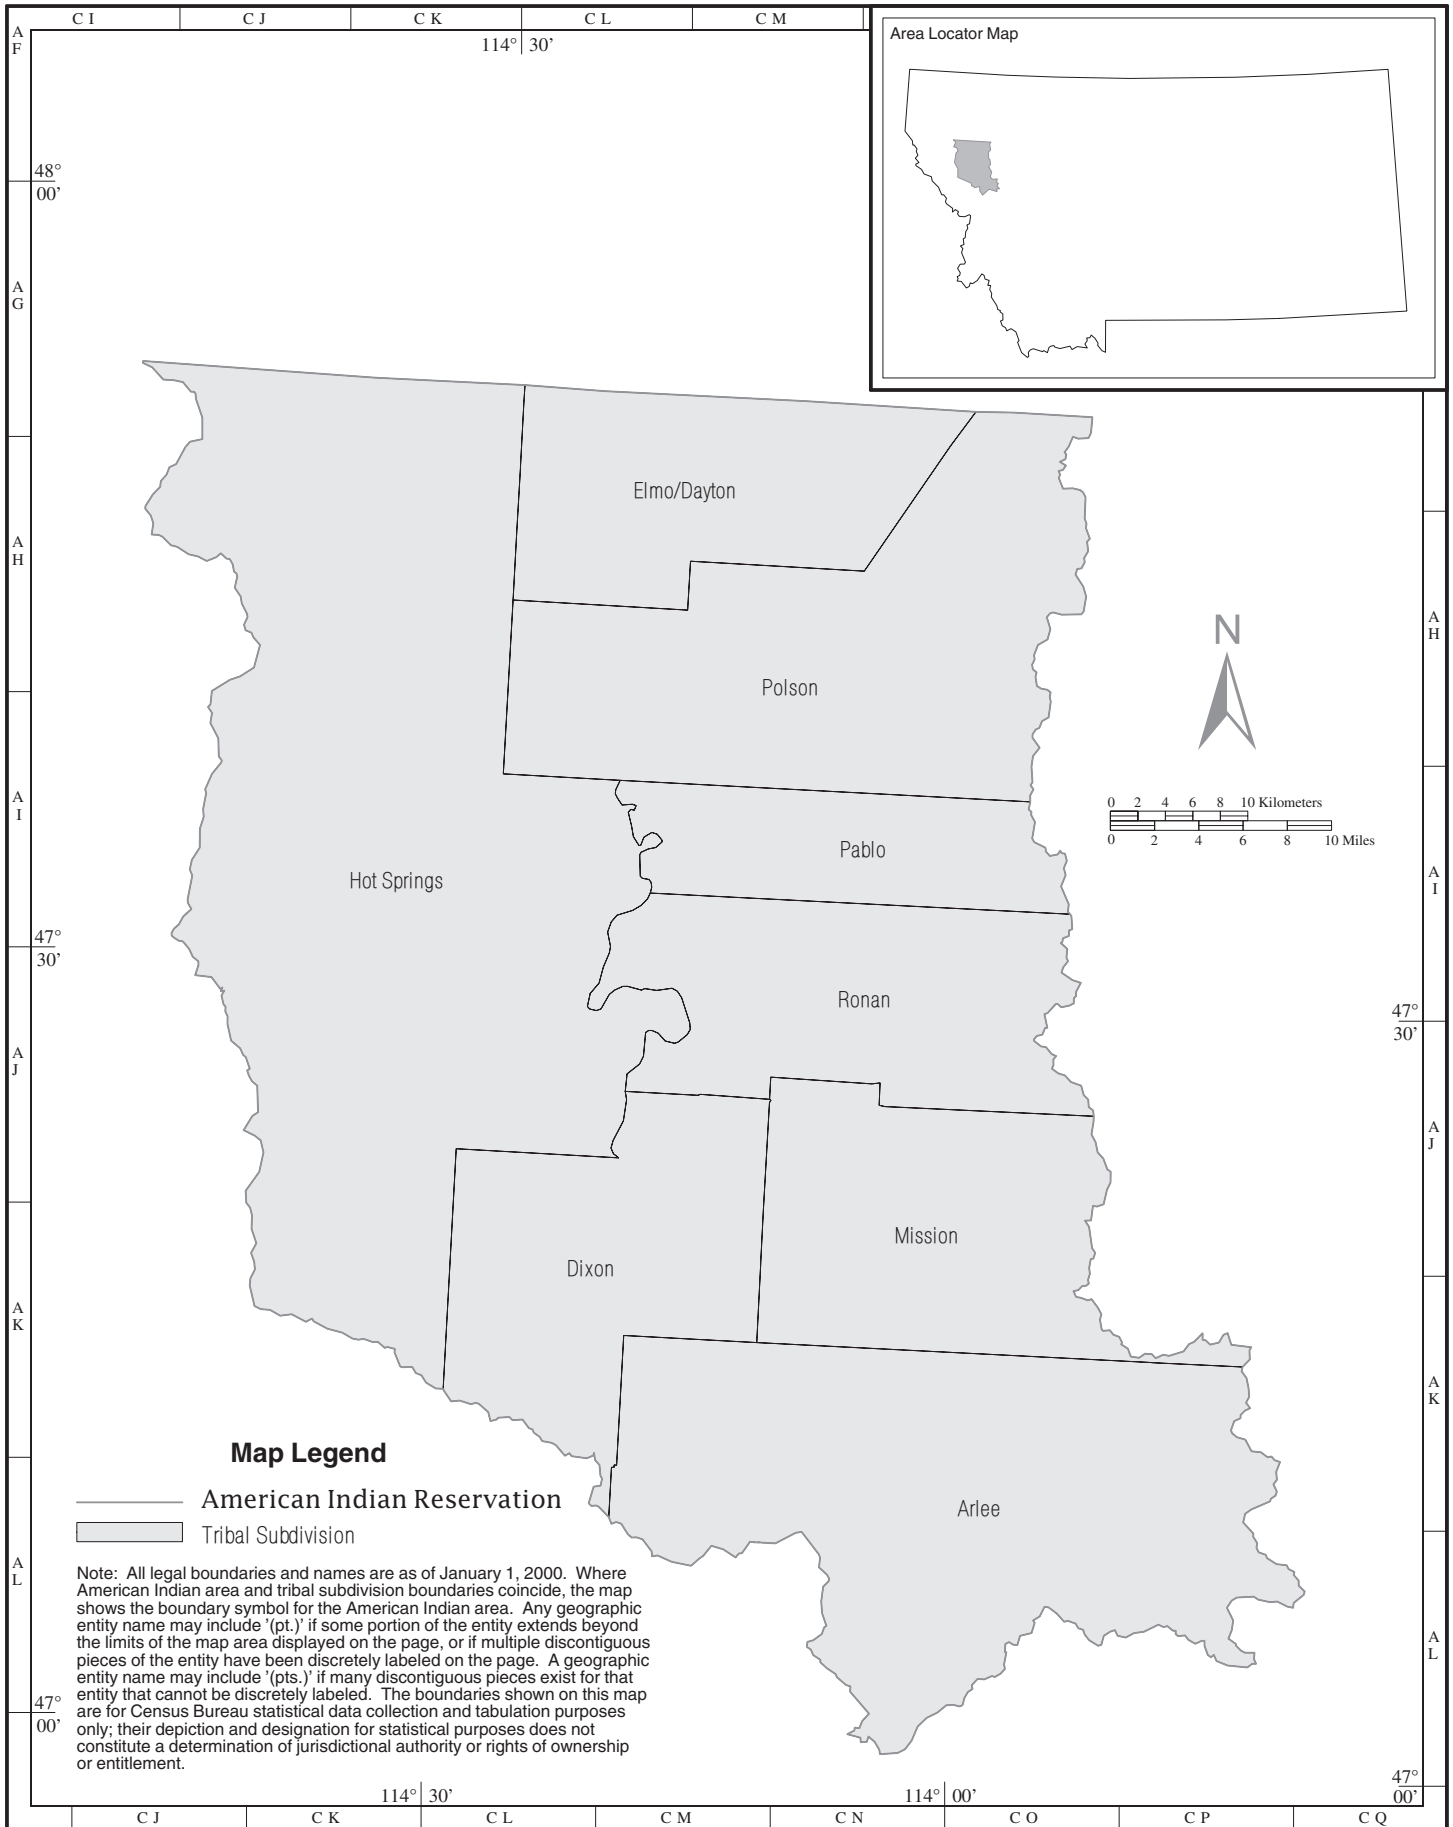 C I C J C K C L C M
114° 30’
Area Locator Map
A
F
48°
00’
A
G
A
H
A
I
47°
30’
A
J
A
K
A
L
47°
00’
Elmo/Dayton
Polson
Pablo
Hot Springs
Ronan
Mission
Dixon
Arlee
N
0 2 4 6 8 10 Kilometers
0 2 4 6 8 10 Miles
A
H
A
I
47°
30’
A
J
A
K
A
L
47°
00’
Map Legend
American Indian Reservation
Tribal Subdivision
Note: All legal boundaries and names are as of January 1, 2000. Where
American Indian area and tribal subdivision boundaries coincide, the map
shows the boundary symbol for the American Indian area. Any geographic
entity name may include '(pt.)' if some portion of the entity extends beyond
the limits of the map area displayed on the page, or if multiple discontiguous
pieces of the entity have been discretely labeled on the page. A geographic
entity name may include '(pts.)' if many discontiguous pieces exist for that
entity that cannot be discretely labeled. The boundaries shown on this map
are for Census Bureau statistical data collection and tabulation purposes
only; their depiction and designation for statistical purposes does not
constitute a determination of jurisdictional authority or rights of ownership
or entitlement.
114° 30’ 114° 00’
C J C K C L C M C N C O C P C Q